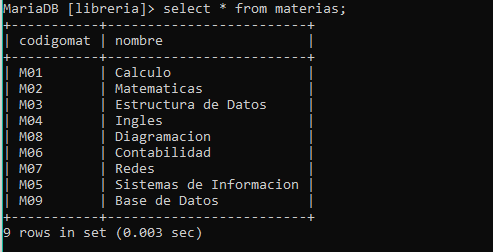 MariaDB [libreria]> select * from materias;
+-----------+------------------------+
| codigomat | nombre                 |
+-----------+------------------------+
| M01       | Calculo                |
| M02       | Matematicas            |
| M03       | Estructura de Datos    |
| M04       | Ingles                 |
| M08       | Diagramacion           |
| M06       | Contabilidad           |
| M07       | Redes                  |
| M05       | Sistemas de Informacion |
| M09       | Base de Datos          |
+-----------+------------------------+
9 rows in set (0.003 sec)